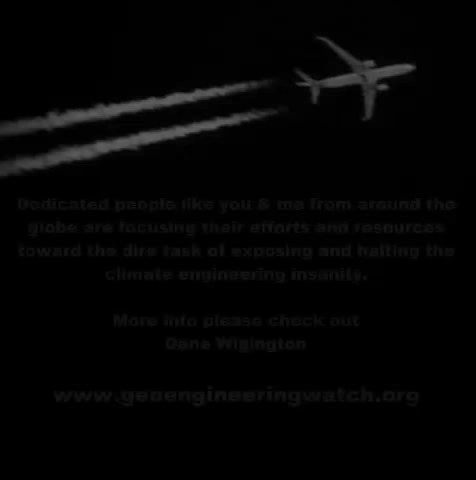 Dedicated people like you & me from around the
globe are focusing their efforts and resources
toward the dire task of exposing and halting the
climate engineering insanity.
More info please check out
Dane Wigington
www.geoengineeringwatch.org